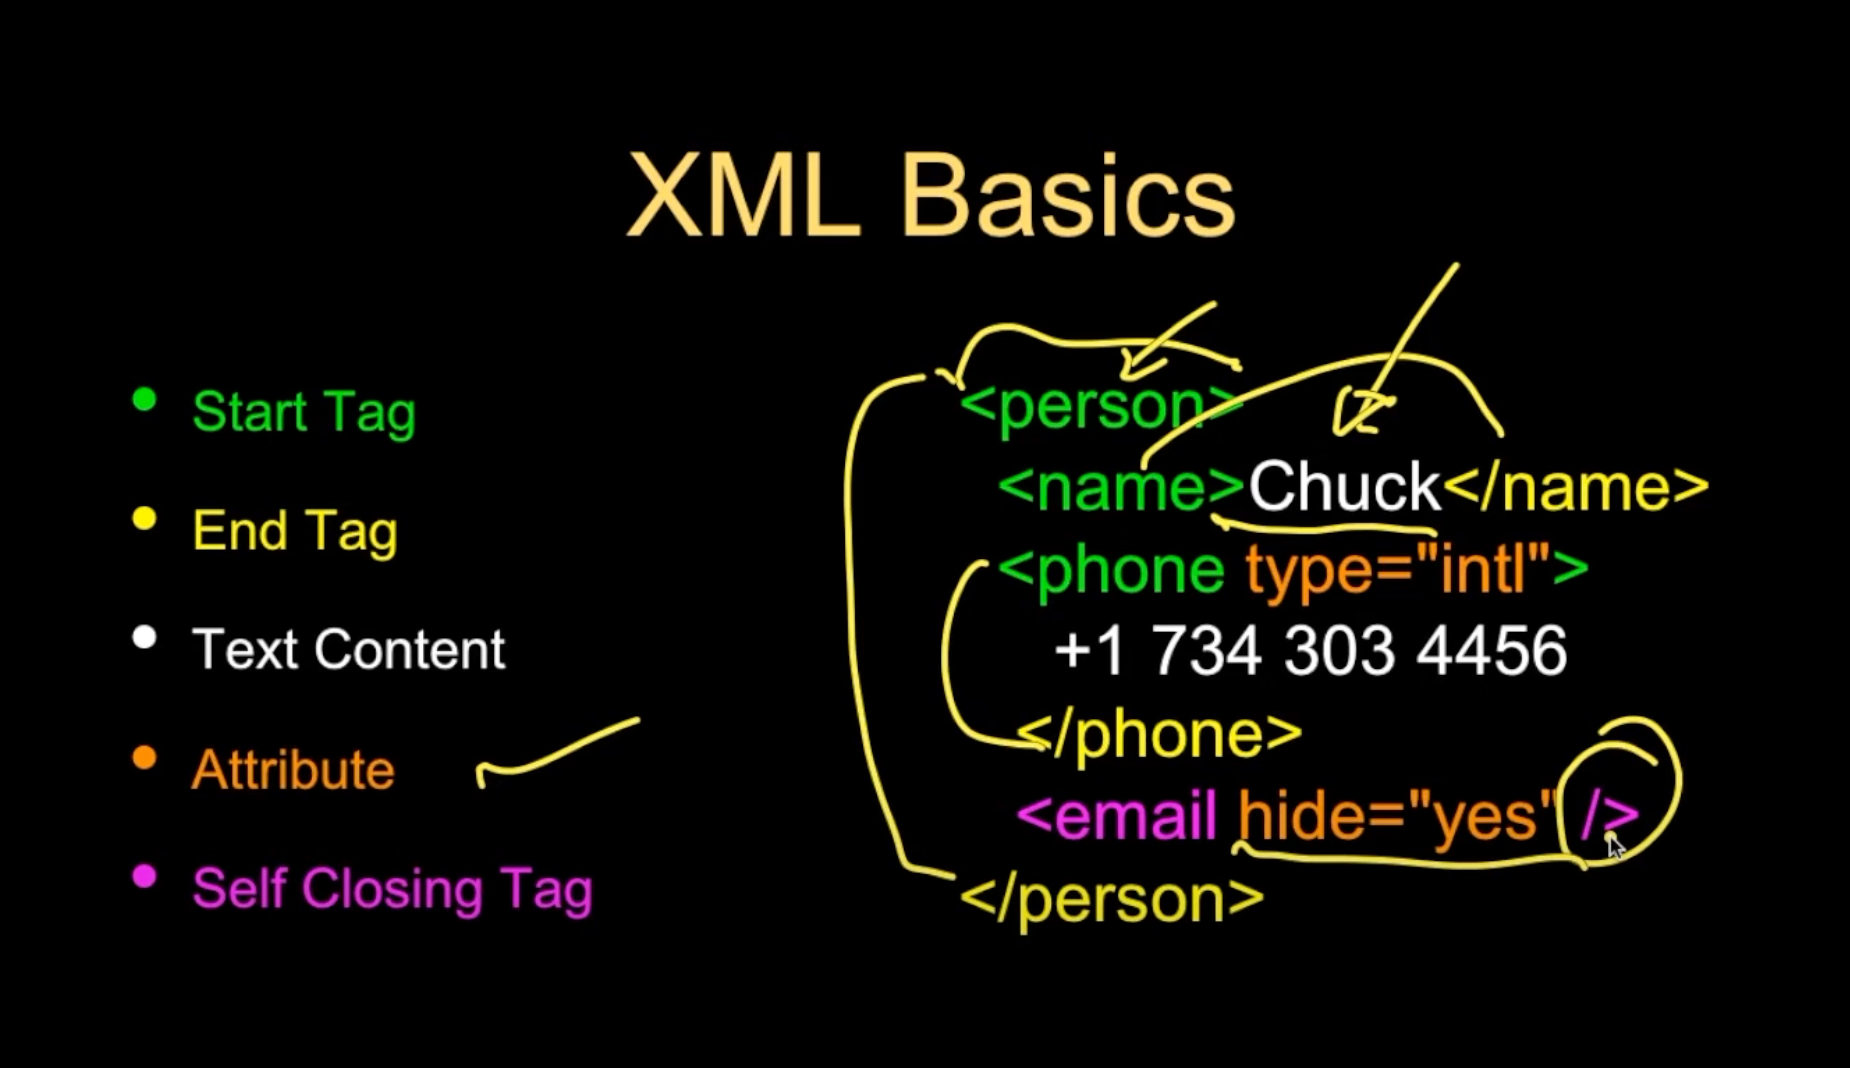 XML Basics
Start Tag
End Tag
Text Content
Attribute
Self Closing Tag
<person>
<name>Chuck</name>
<phone type="intl">
+1 734 303 4456
</phone>
<email hide="yes" />
</person>